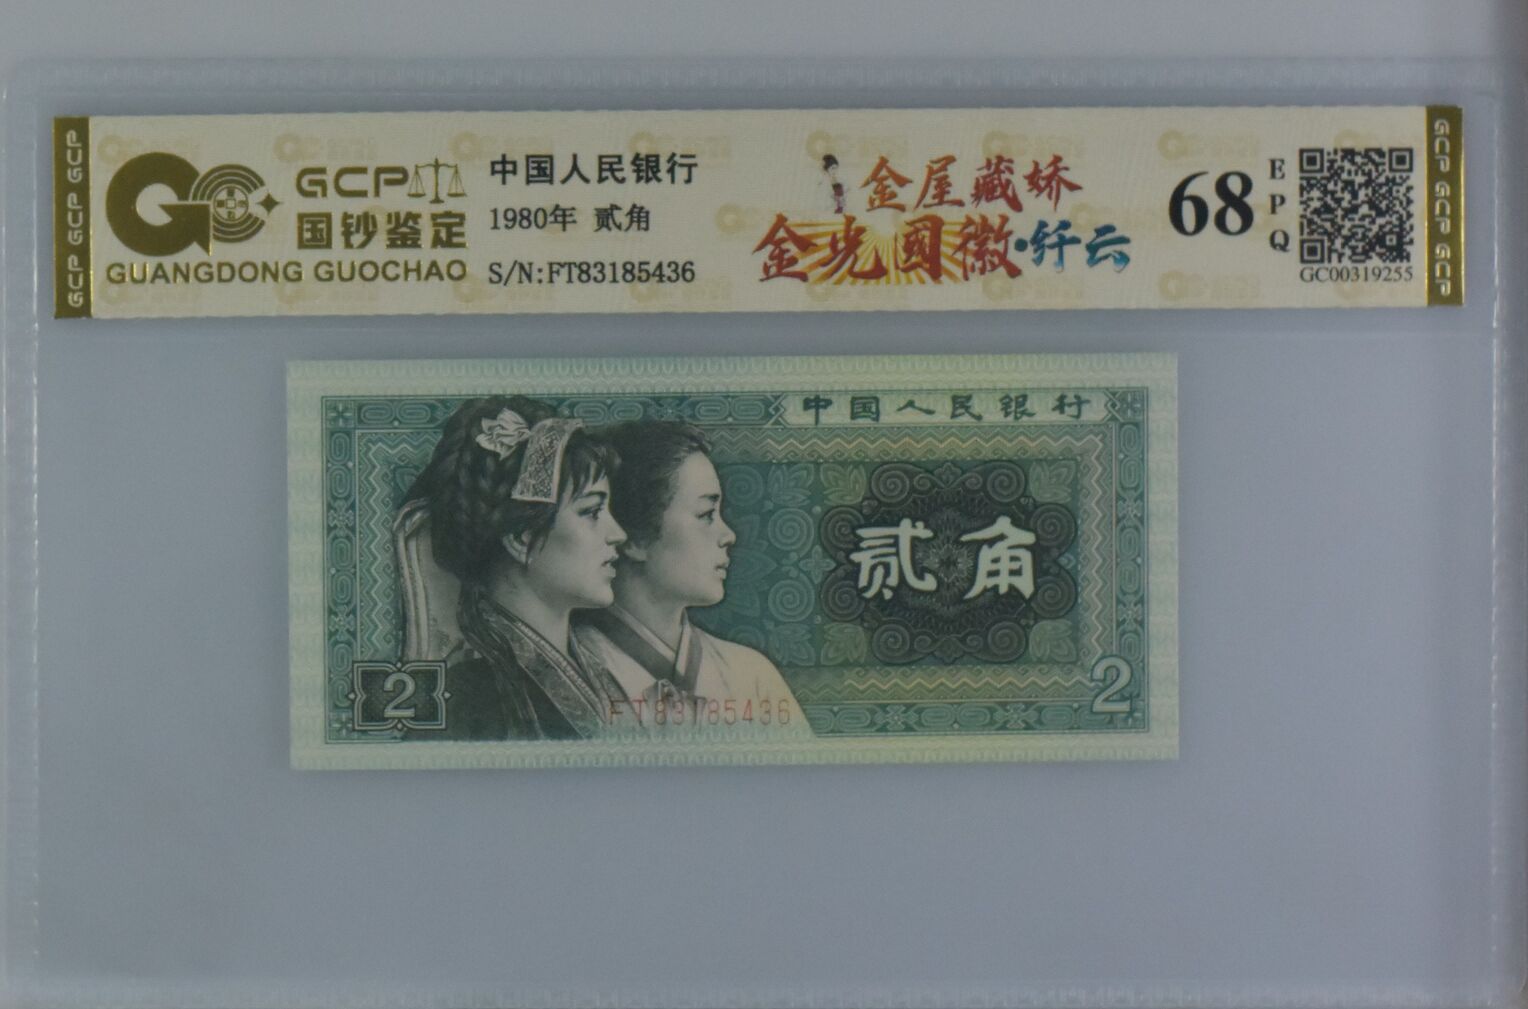 GCP GCP GCP
GCP
国钞鉴定
GUANGDONG GUOCHAO
中国人民银行
1980年 贰角
S/N:FT83185436
金屋藏娇
金光國徽·纤云
68
EPQ
GC00319255
GCP GCP GCP
中国人民银行
贰角
2
FT83185436
2